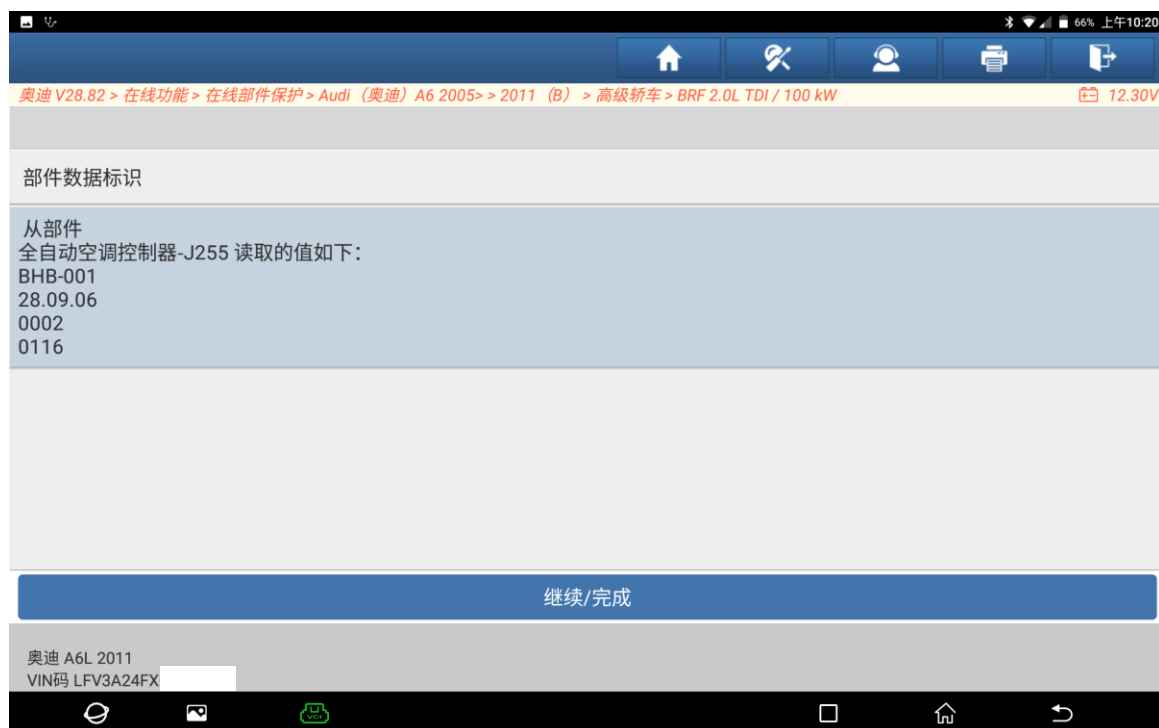 66% 上午10:20
奥迪 V28.82 > 在线功能 > 在线部件保护 > Audi（奥迪）A6 2005> > 2011（B） > 高级轿车 > BRF 2.0L TDI / 100 kW
12.30V
部件数据标识
从部件
全自动空调控制器-J255 读取的值如下：
BHB-001
28.09.06
0002
0116
继续/完成
奥迪 A6L 2011
VIN码 LFV3A24FX
VCI